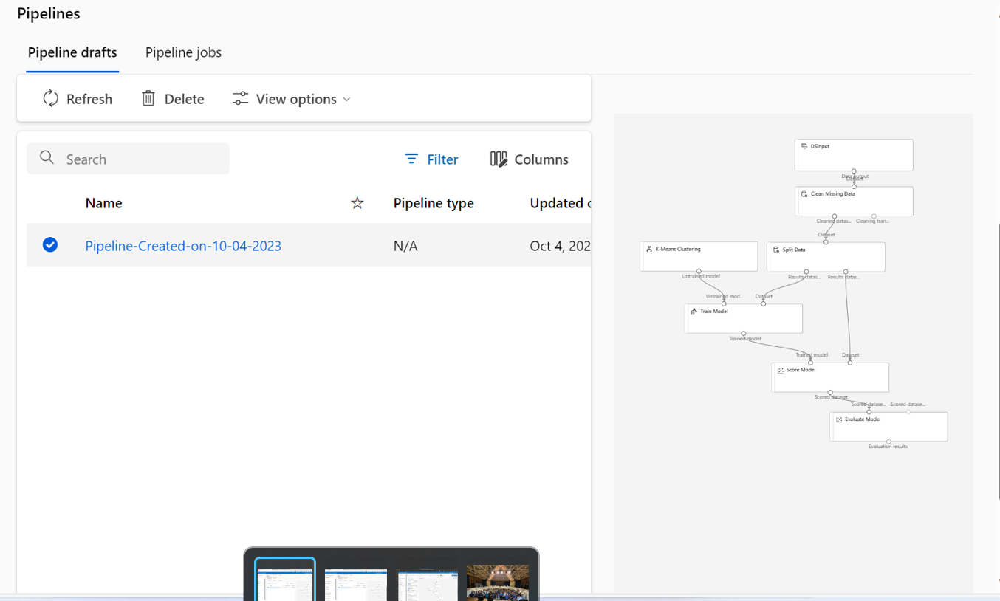 Pipelines
Pipeline drafts
Pipeline jobs
Refresh
Delete
View options
Search
Filter
Columns
Name
Pipeline type
Updated o
Pipeline-Created-on-10-04-2023
N/A
Oct 4, 202
DSinput
Data output
Dataset
Clean Missing Data
Cleaned datas...
Cleaning tran...
Dataset
K-Means Clustering
Split Data
Untrained model
Results datas...
Results datas...
Untrained mod...
Dataset
Train Model
Trained model
Trained model
Dataset
Score Model
Scored dataset
Scored datase...
Scored datase...
Evaluate Model
Evaluation results